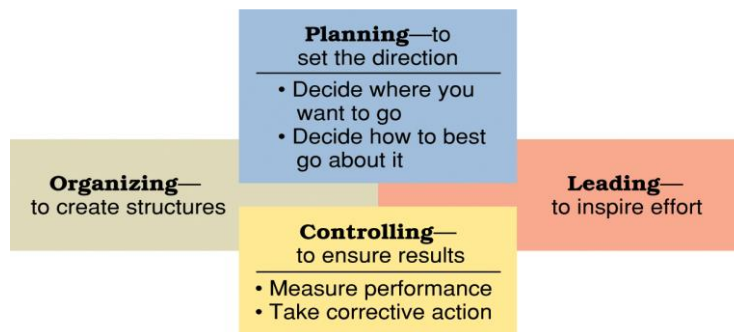 Planning—to
set the direction
• Decide where you
want to go
• Decide how to best
go about it
Organizing—
to create structures
Leading—
to inspire effort
Controlling—
to ensure results
• Measure performance
• Take corrective action